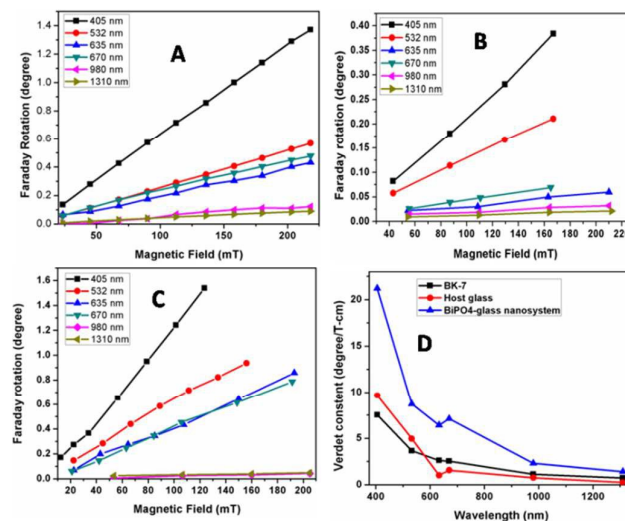 A
405 nm
532 nm
635 nm
670 nm
980 nm
1310 nm
Faraday Rotation (degree)
1.4
1.2
1.0
0.8
0.6
0.4
0.2
0.0
50 100 150 200
Magnetic Field (mT)
B
405 nm
532 nm
635 nm
670 nm
980 nm
1310 nm
Faraday rotation (degree)
0.40
0.35
0.30
0.25
0.20
0.15
0.10
0.05
0.00
40 60 80 100 120 140 160 180 200 220
Magnetic Field (mT)
C
405 nm
532 nm
635 nm
670 nm
980 nm
1310 nm
Faraday rotation (degree)
1.6
1.4
1.2
1.0
0.8
0.6
0.4
0.2
0.0
20 40 60 80 100 120 140 160 180 200
Magnetic Field (mT)
D
BK-7
Host glass
BiPO4-glass nanosystem
Verdet constent (degree/T-cm)
20
15
10
5
0
400 600 800 1000 1200
Wavelength (nm)